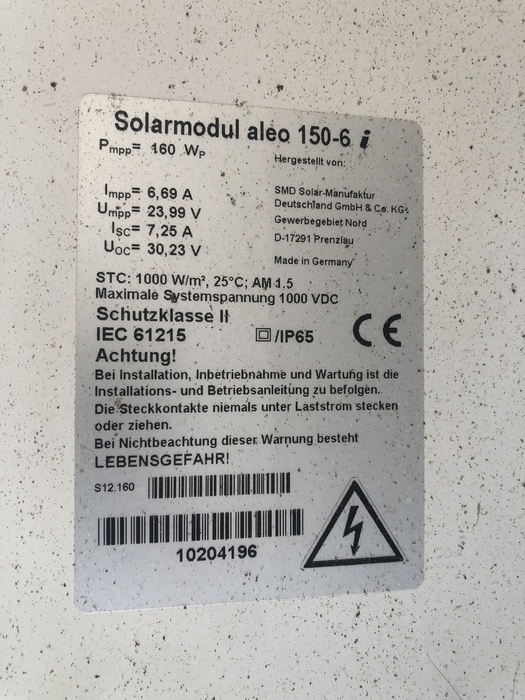 Solarmodul aleo 150-6 i
Pmpp= 160 Wp
Hergestellt von:
Impp= 6,69 A
Umpp= 23,99 V
Isc= 7,25 A
Uoc= 30,23 V
SMD Solar-Manufaktur
Deutschland GmbH & Co. KG
Gewerbegebiet Nord
D-17291 Prenzlau
Made in Germany
STC: 1000 W/m², 25°C; AM 1.5
Maximale Systemspannung 1000 VDC
Schutzklasse II
IEC 61215 /IP65 CE
Achtung!
Bei Installation, Inbetriebnahme und Wartung ist die
Installations- und Betriebsanleitung zu befolgen.
Die Steckkontakte niemals unter Laststrom stecken
oder ziehen.
Bei Nichtbeachtung dieser Warnung besteht
LEBENSGEFAHR!
S12.160
10204196